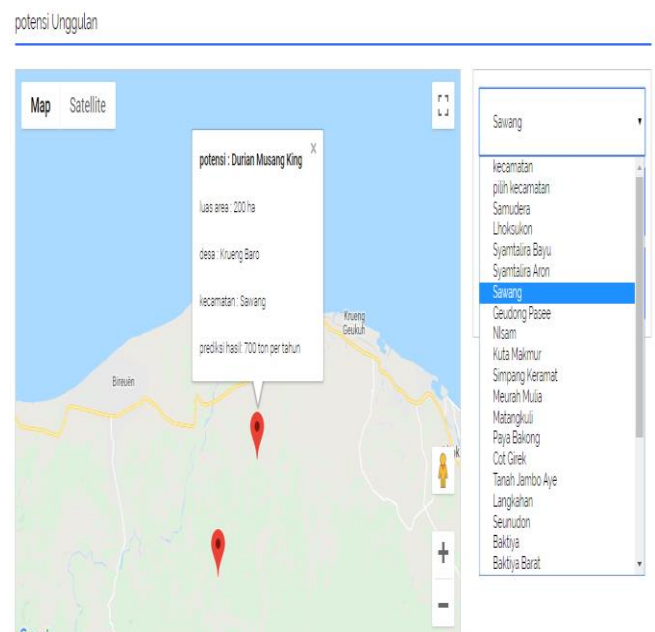 potensi Unggulan
Map Satellite
x
potensi : Durian Musang King
luas area : 200 ha
desa : Krueng Baro
kecamatan : Sawang
prediksi hasil: 700 ton per tahun
Krueng
Geukuh
Bireuën
Sawang
kecamatan
pilih kecamatan
Samudera
Lhoksukon
Syamtalira Bayu
Syamtalira Aron
Sawang
Geudong Pasee
NIsam
Kuta Makmur
Simpang Keramat
Meurah Mulia
Matangkuli
Paya Bakong
Cot Girek
Tanah Jambo Aye
Langkahan
Seunudon
Baktiya
Baktiya Barat